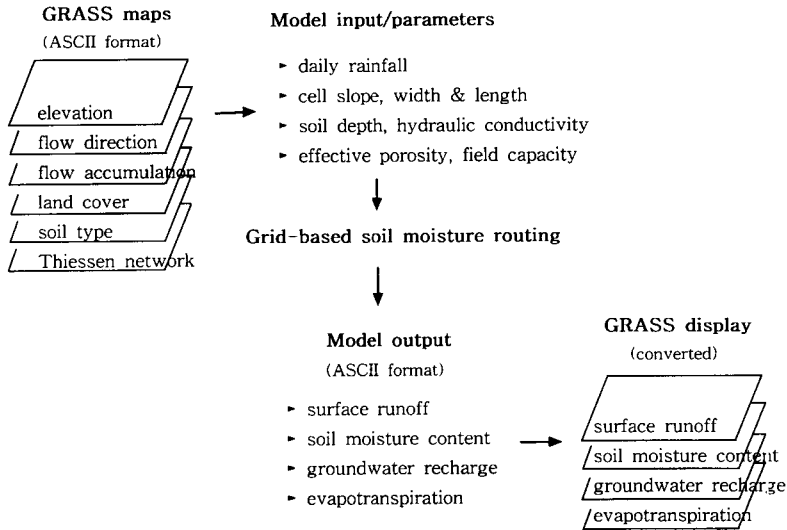 GRASS maps
(ASCII format)
elevation
flow direction
flow accumulation
land cover
soil type
Thiessen network
Model input/parameters
► daily rainfall
► cell slope, width & length
► soil depth, hydraulic conductivity
► effective porosity, field capacity
Grid-based soil moisture routing
Model output
(ASCII format)
► surface runoff
► soil moisture content
► groundwater recharge
► evapotranspiration
GRASS display
(converted)
surface runoff
soil moisture content
groundwater recharge
evapotranspiration